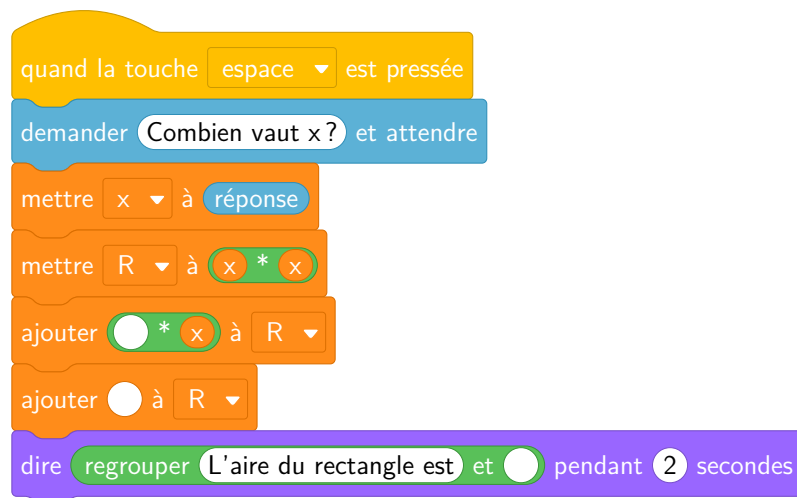 quand la touche espace est pressée
demander Combien vaut x ? et attendre
mettre x à réponse
mettre R à x * x
ajouter * x à R
ajouter à R
dire regrouper L'aire du rectangle est et pendant 2 secondes